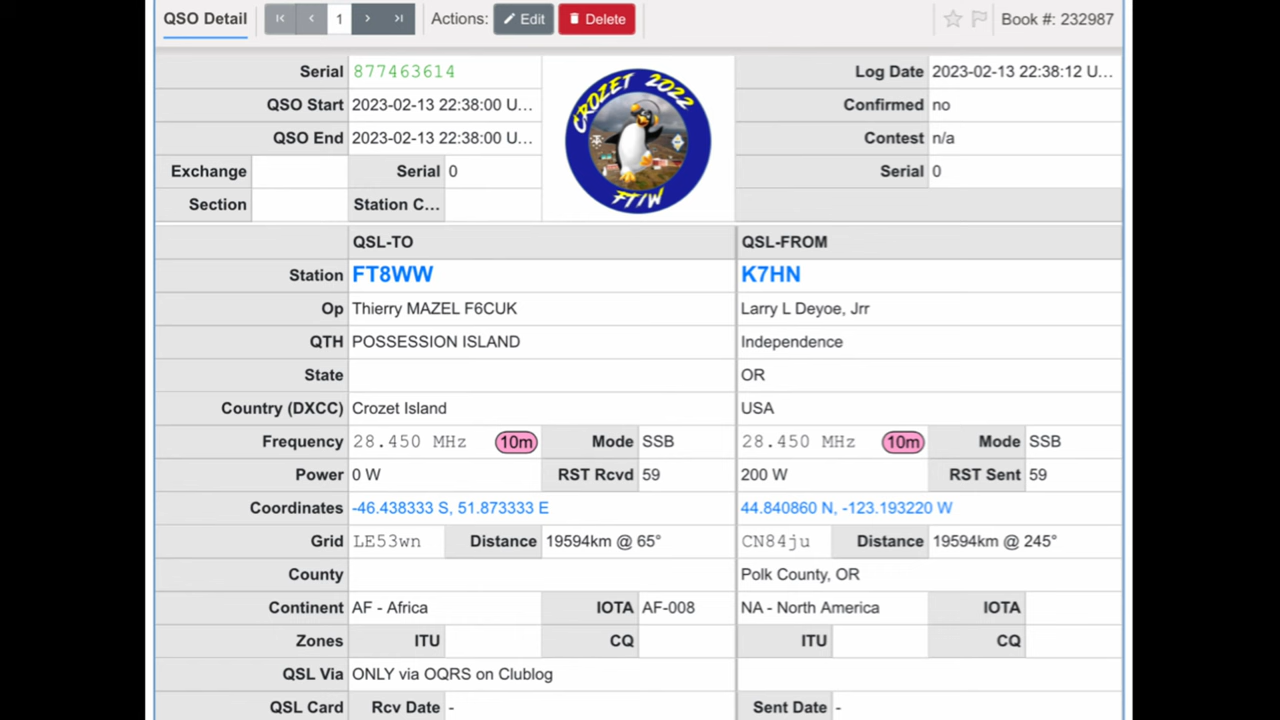 QSO Detail 1 Actions: Edit Delete Book #: 232987
Serial 877463614 Log Date 2023-02-13 22:38:12 U...
QSO Start 2023-02-13 22:38:00 U... Confirmed no
QSO End 2023-02-13 22:38:00 U... Contest n/a
Exchange Serial 0 Serial 0
Section Station C...
CROZET 2022
FT/W
QSL-TO QSL-FROM
Station FT8WW K7HN
Op Thierry MAZEL F6CUK Larry L Deyoe, Jrr
QTH POSSESSION ISLAND Independence
State OR
Country (DXCC) Crozet Island USA
Frequency 28.450 MHz 10m Mode SSB 28.450 MHz 10m Mode SSB
Power 0 W RST Rcvd 59 200 W RST Sent 59
Coordinates -46.438333 S, 51.873333 E 44.840860 N, -123.193220 W
Grid LE53wn Distance 19594km @ 65° CN84ju Distance 19594km @ 245°
County Polk County, OR
Continent AF - Africa IOTA AF-008 NA - North America IOTA
Zones ITU CQ ITU CQ
QSL Via ONLY via OQRS on Clublog
QSL Card Rcv Date - Sent Date -